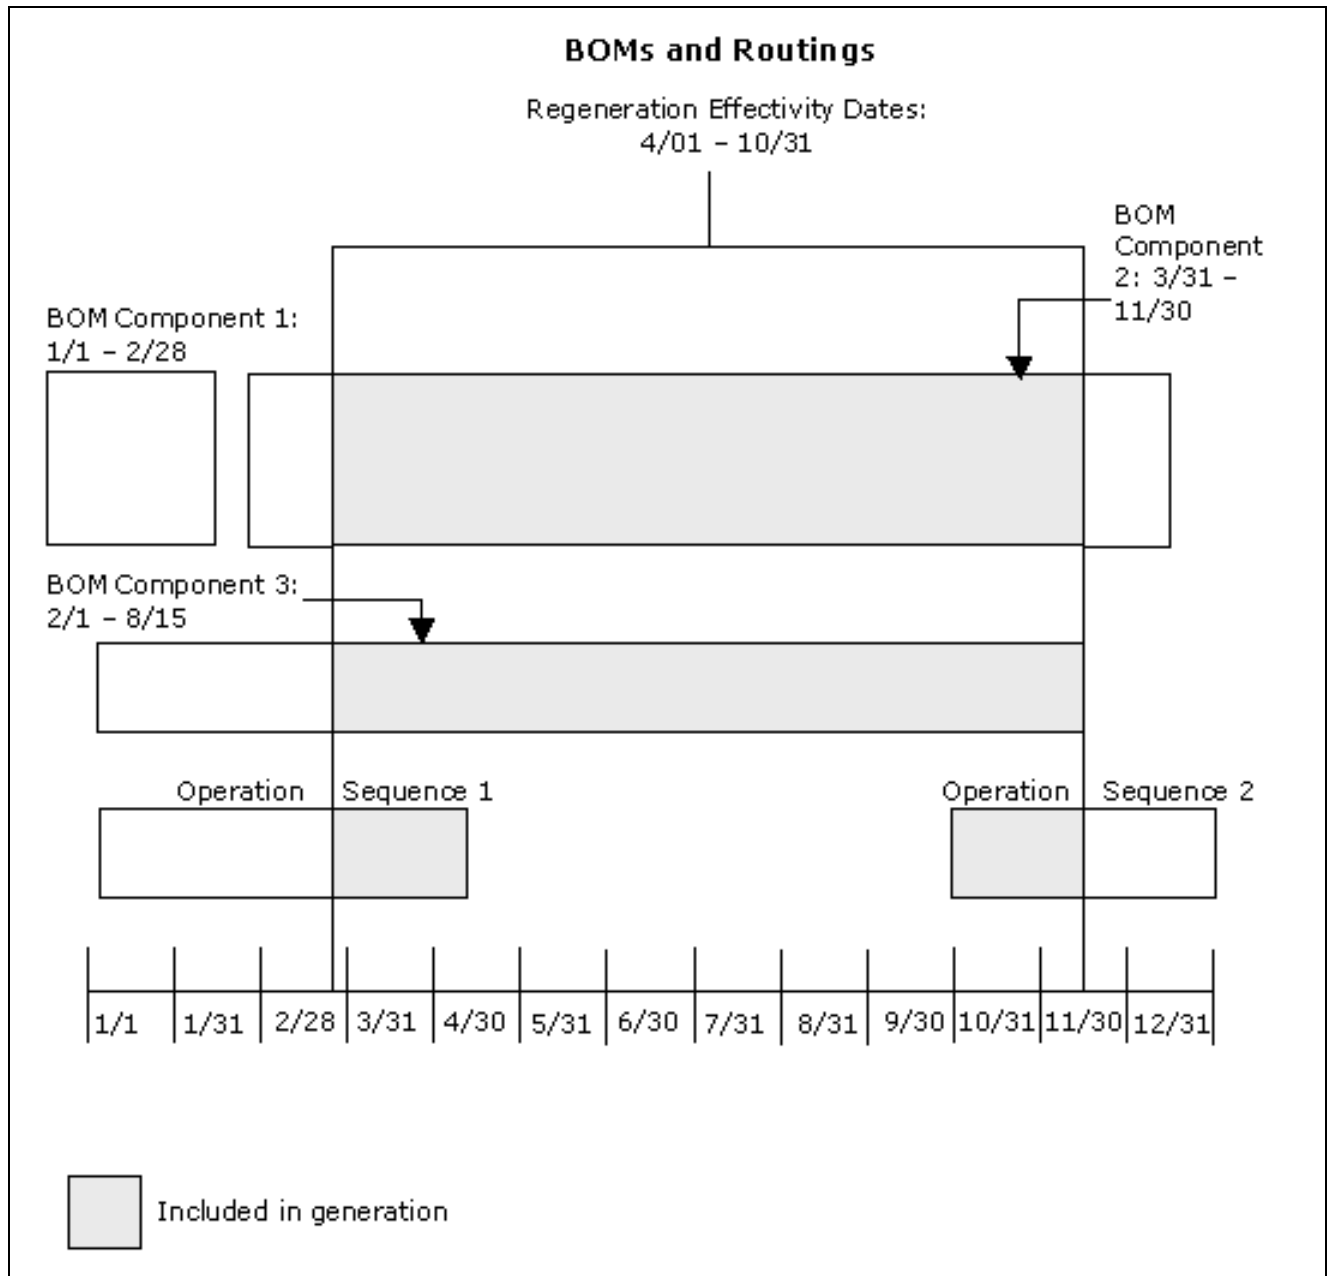 BOMs and Routings
Regeneration Effectivity Dates:
4/01 – 10/31
BOM
Component
2: 3/31 –
11/30
BOM Component 1:
1/1 – 2/28
BOM Component 3:
2/1 – 8/15
Operation Sequence 1
Operation Sequence 2
1/1 1/31 2/28 3/31 4/30 5/31 6/30 7/31 8/31 9/30 10/31 11/30 12/31
Included in generation